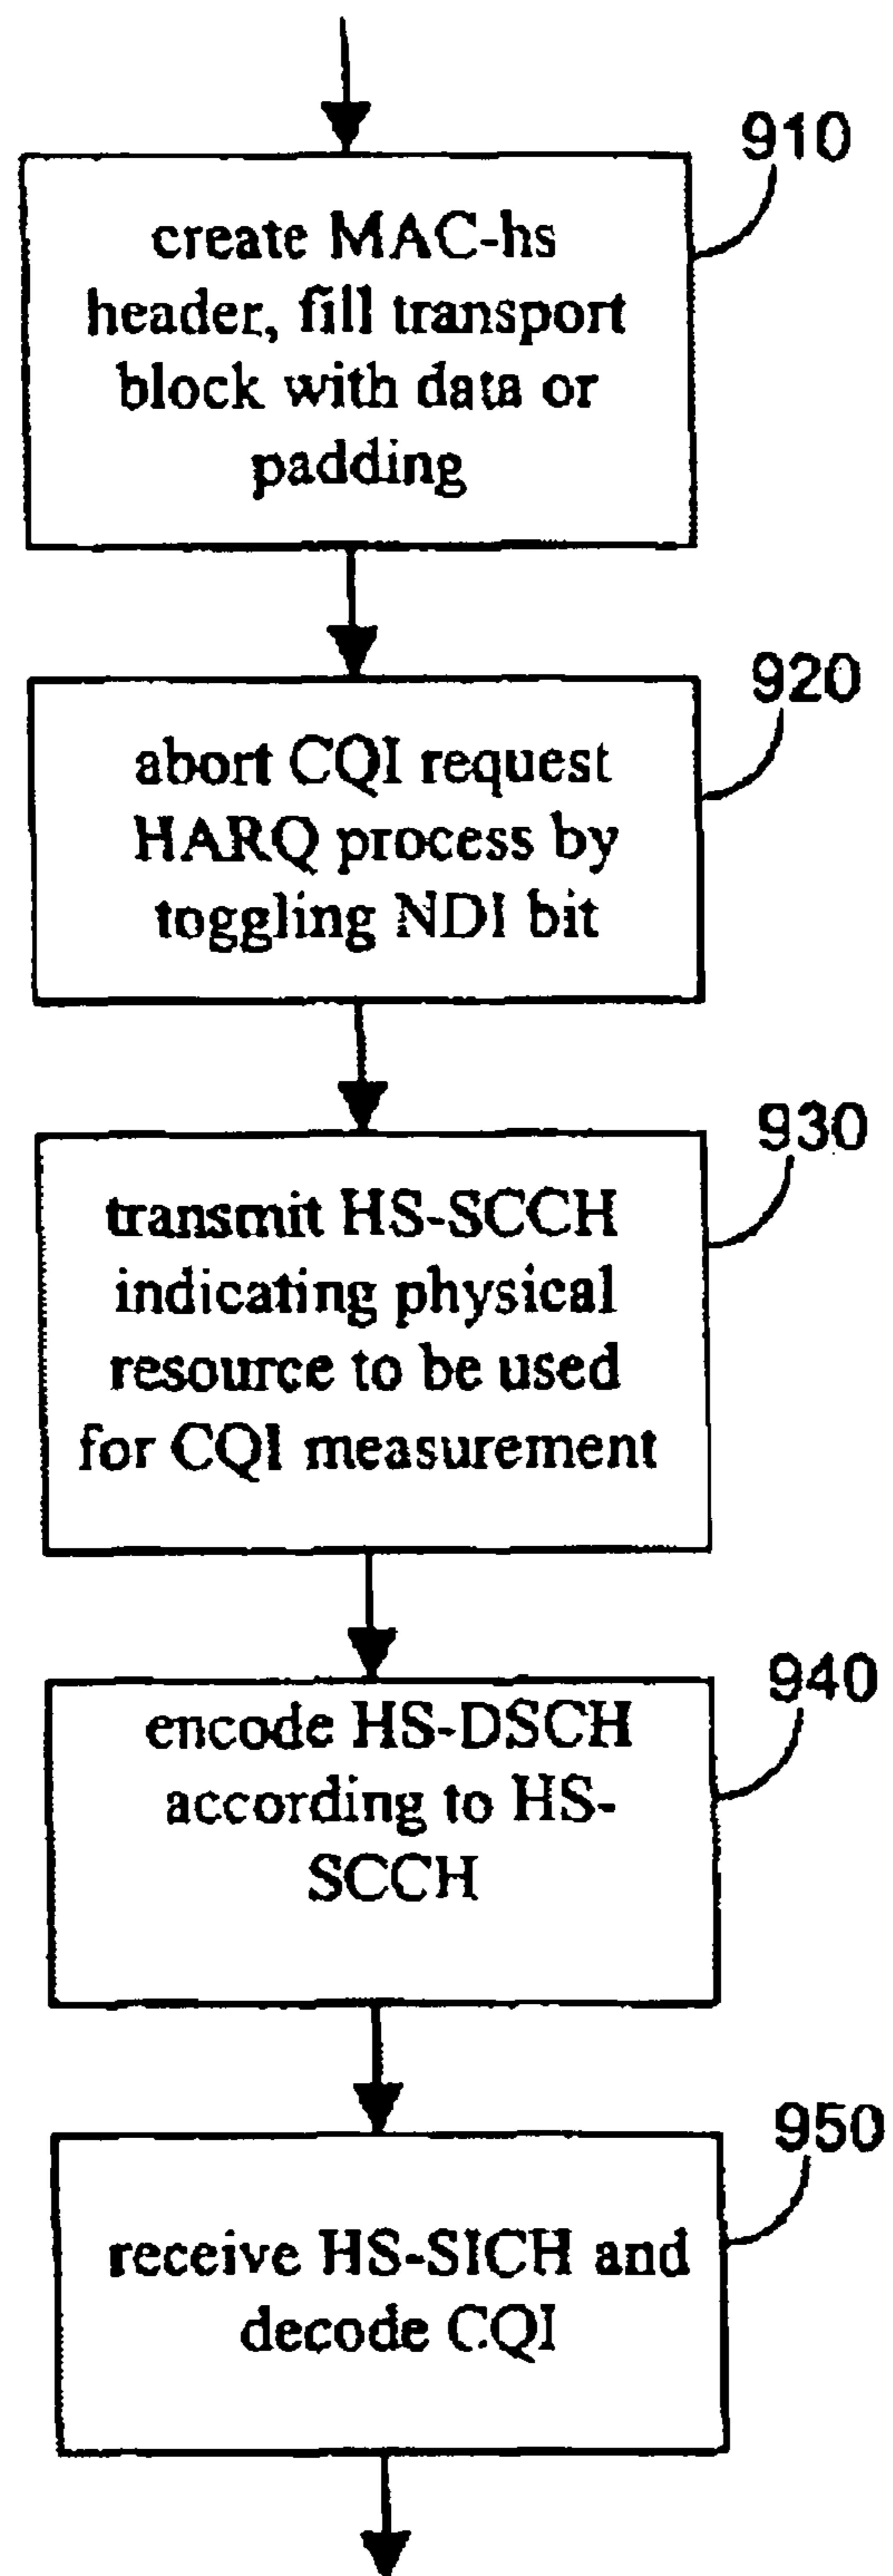 910
create MAC-hs
header, fill transport
block with data or
padding
920
abort CQI request
HARQ process by
toggling NDI bit
930
transmit HS-SCCH
indicating physical
resource to be used
for CQI measurement
940
encode HS-DSCH
according to HS-
SCCH
950
receive HS-SICH and
decode CQI